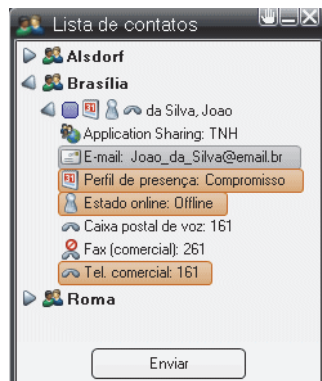 Lista de contatos
Alsdorf
Brasília
da Silva, Joao
Application Sharing: TNH
E-mail: Joao_da_Silva@email.br
Perfil de presença: Compromisso
Estado online: Offline
Caixa postal de voz: 161
Fax (comercial): 261
Tel. comercial: 161
Roma
Enviar